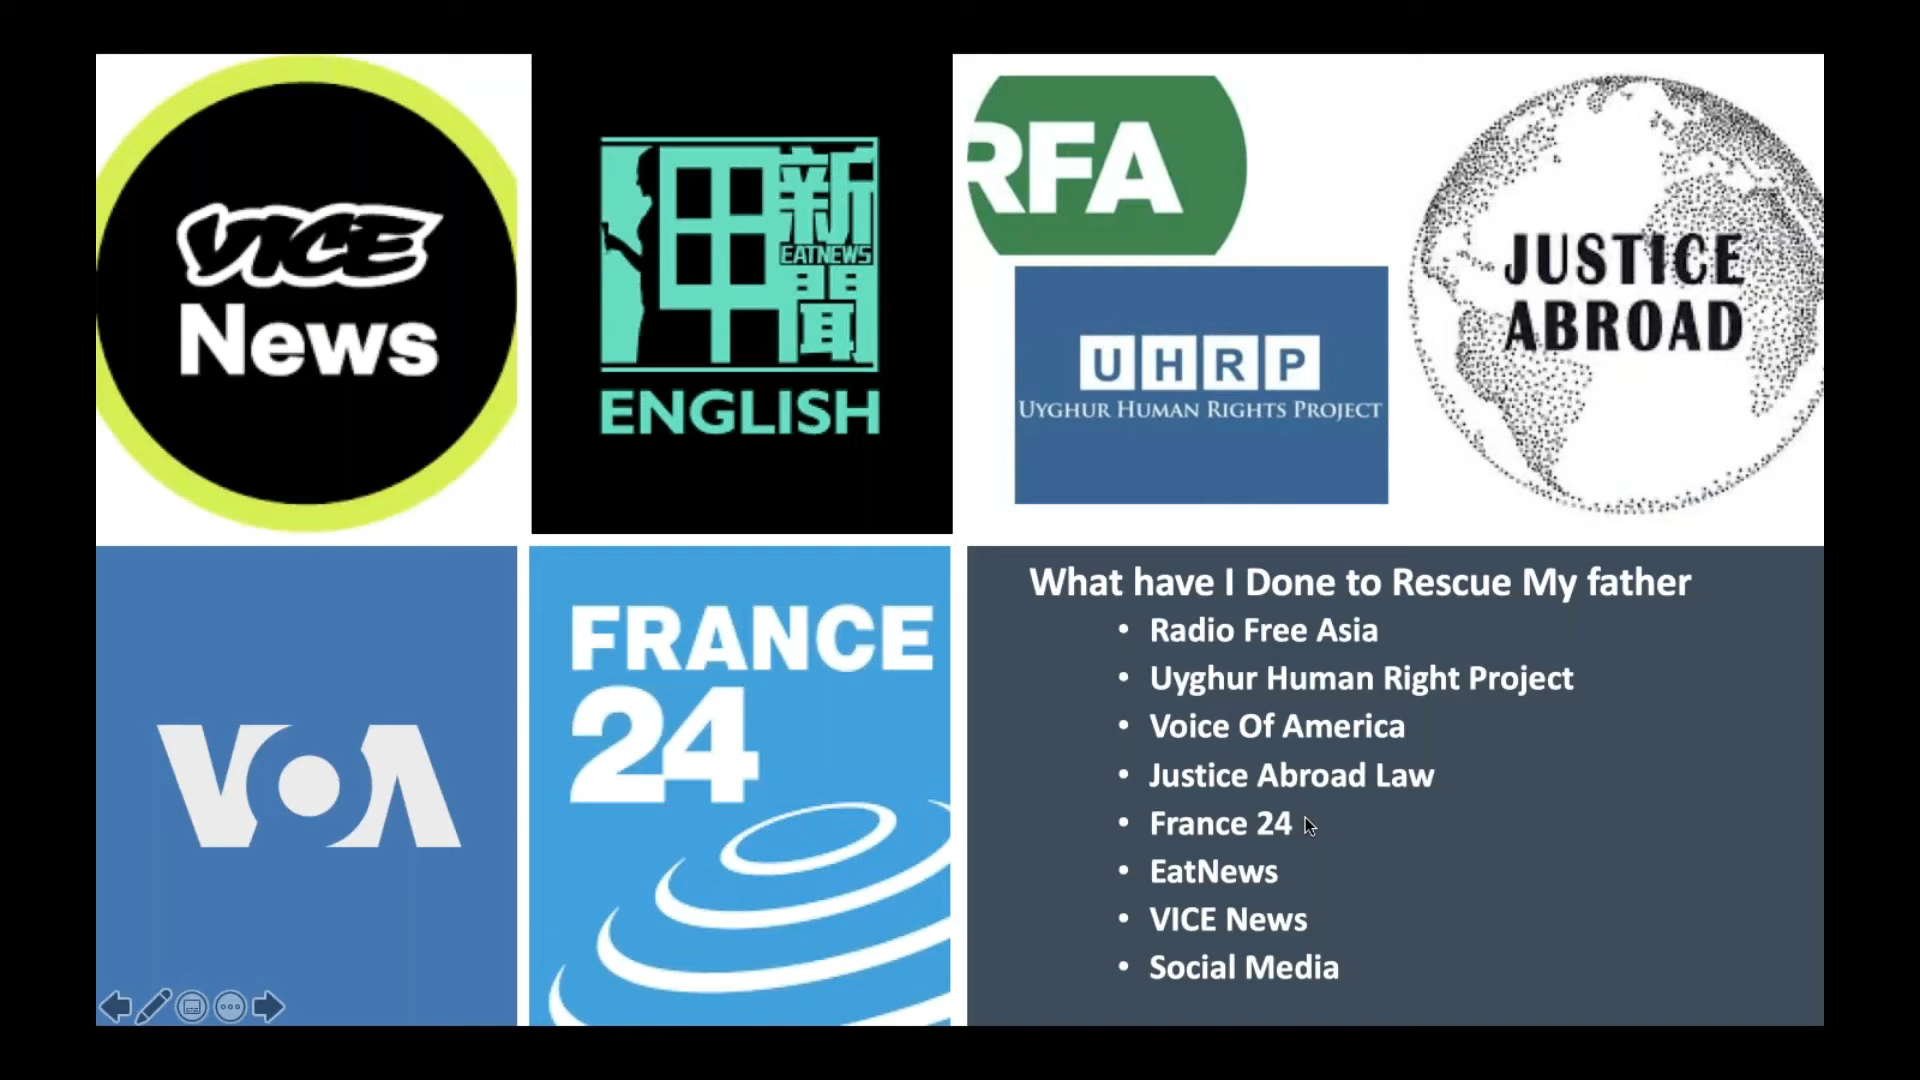 VICE
News
新
EATNEWS
聞
ENGLISH
RFA
UHRP
UYGHUR HUMAN RIGHTS PROJECT
JUSTICE
ABROAD
VOA
FRANCE
24
What have I Done to Rescue My father
• Radio Free Asia
• Uyghur Human Right Project
• Voice Of America
• Justice Abroad Law
• France 24
• EatNews
• VICE News
• Social Media